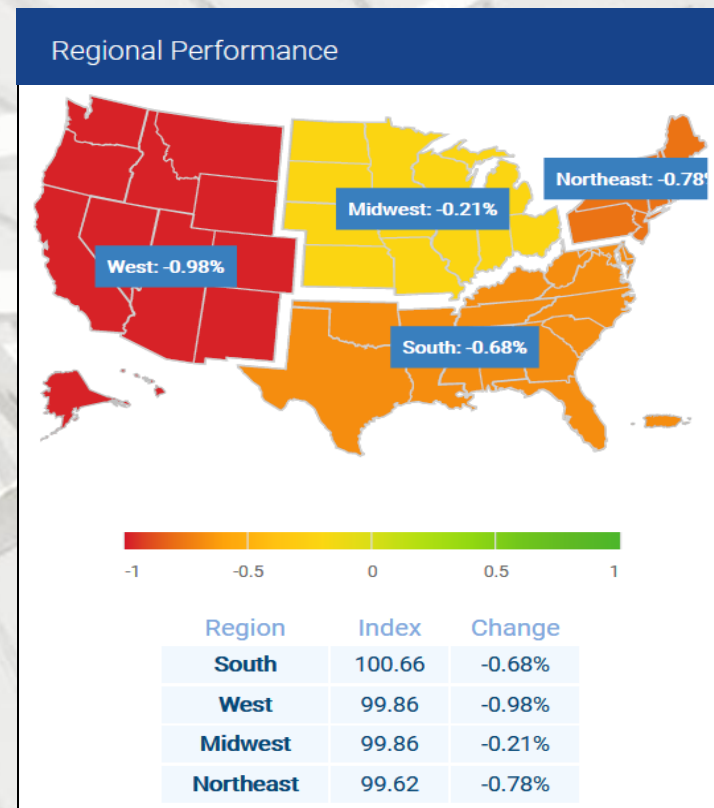 Regional Performance
Northeast: -0.78
Midwest: -0.21%
West: -0.98%
South: -0.68%
-1 -0.5 0 0.5 1
Region Index Change
South 100.66 -0.68%
West 99.86 -0.98%
Midwest 99.86 -0.21%
Northeast 99.62 -0.78%